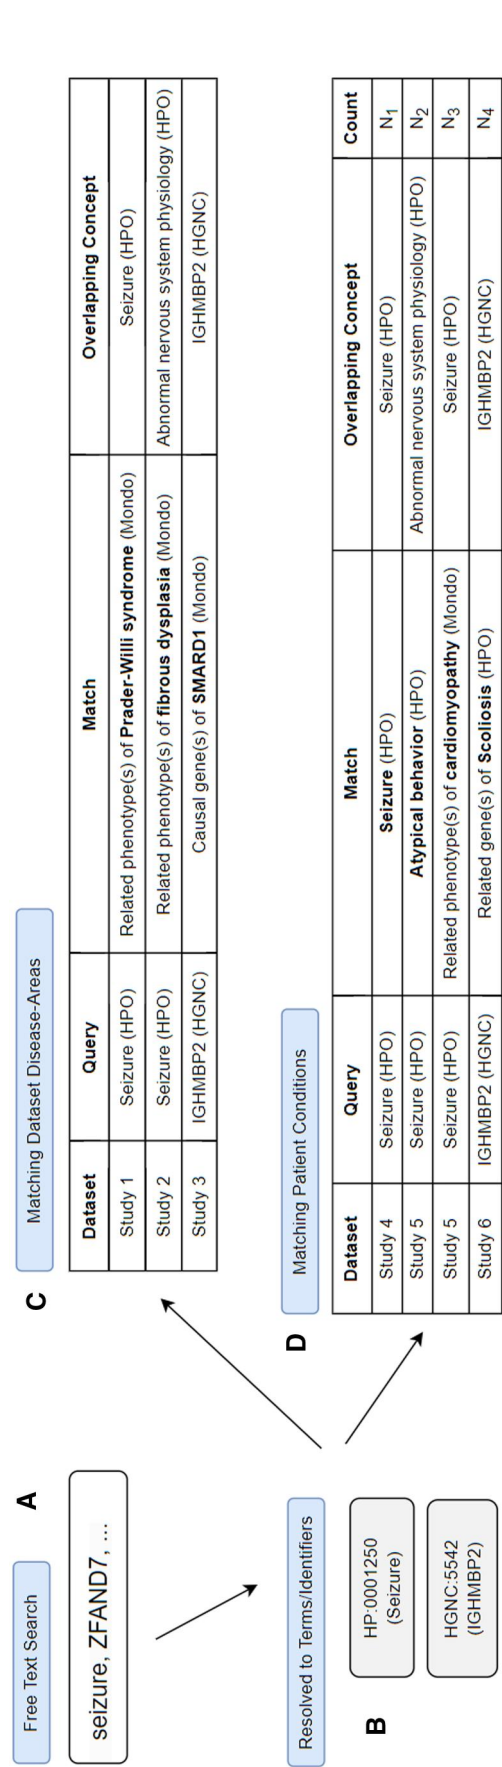 A
Free Text Search
seizure, ZFAND7, ...
B
Resolved to Terms/Identifiers
HP:0001250
(Seizure)
HGNC:5542
(IGHMBP2)
C
Matching Dataset Disease-Areas
Dataset Query Match Overlapping Concept
Study 1 Seizure (HPO) Related phenotype(s) of Prader-Willi syndrome (Mondo) Seizure (HPO)
Study 2 Seizure (HPO) Related phenotype(s) of fibrous dysplasia (Mondo) Abnormal nervous system physiology (HPO)
Study 3 IGHMBP2 (HGNC) Causal gene(s) of SMARD1 (Mondo) IGHMBP2 (HGNC)
D
Matching Patient Conditions
Dataset Query Match Overlapping Concept Count
Study 4 Seizure (HPO) Seizure (HPO) Seizure (HPO) N1
Study 5 Seizure (HPO) Atypical behavior (HPO) Abnormal nervous system physiology (HPO) N2
Study 5 Seizure (HPO) Related phenotype(s) of cardiomyopathy (Mondo) Seizure (HPO) N3
Study 6 IGHMBP2 (HGNC) Related gene(s) of Scoliosis (HPO) IGHMBP2 (HGNC) N4